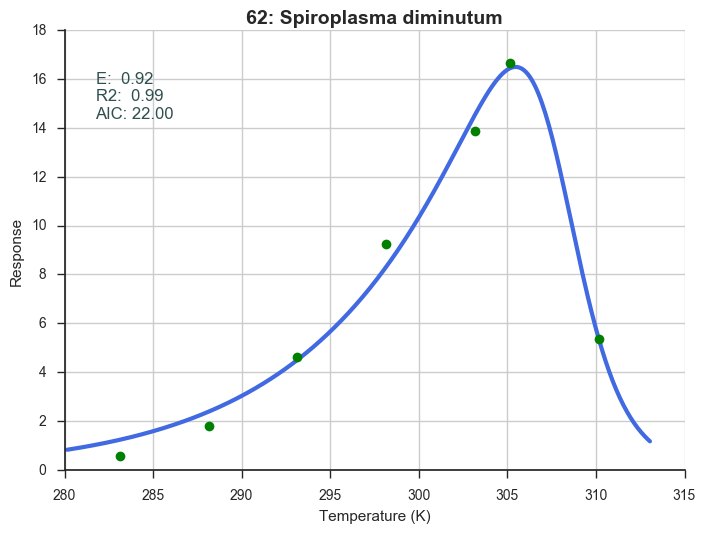 62: Spiroplasma diminutum
E:  0.92
R2:  0.99
AIC: 22.00
18
16
14
12
10
8
6
4
2
0
Response
280 285 290 295 300 305 310 315
Temperature (K)